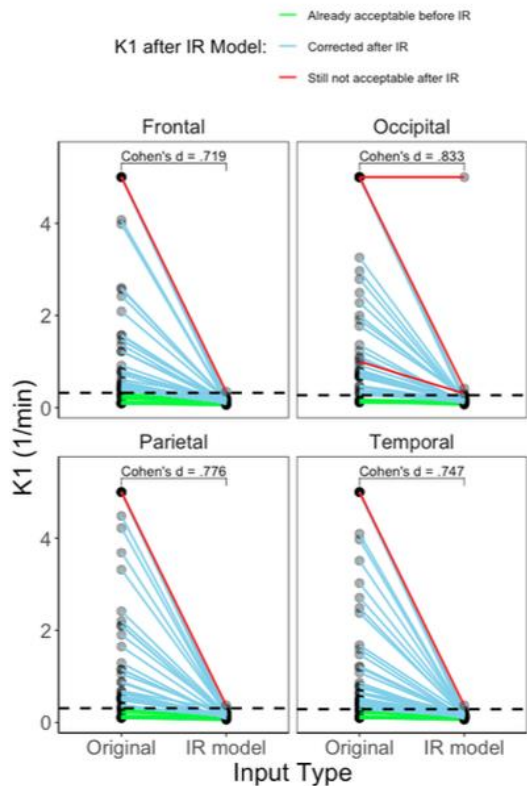 Already acceptable before IR
K1 after IR Model: Corrected after IR
Still not acceptable after IR
Frontal Occipital
Cohen's d = .719 Cohen's d = .833
4
2
0
Parietal Temporal
Cohen's d = .776 Cohen's d = .747
4
2
0
K1 (1/min)
Original IR model Original IR model
Input Type